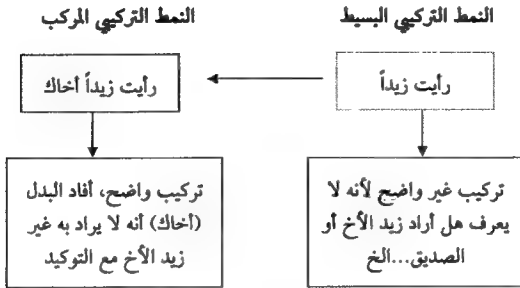 النمط التركيبي البسيط
النمط التركيبي المركب
رأيت زيداً
رأيت زيداً أخاك
تركيب غير واضح لأنه لا
يعرف هل أراد زيد الأخ أو
الصديق...الخ
تركيب واضح، أفاد البدل
(أخاك) أنه لا يراد به غير
زيد الأخ مع التوكيد